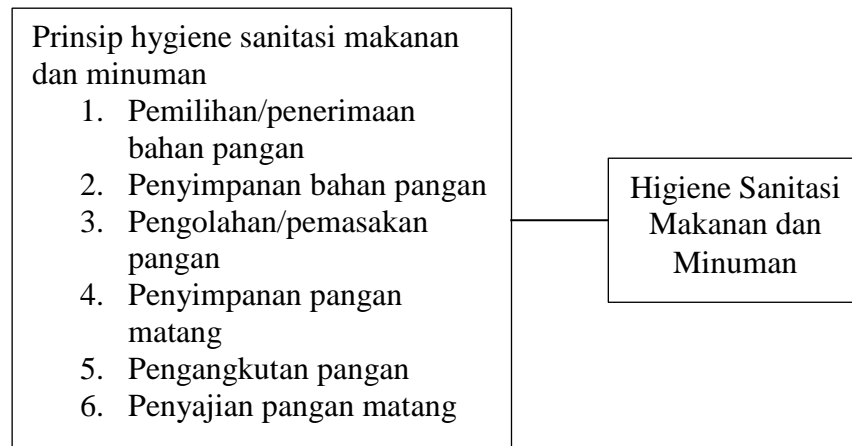 Prinsip hygiene sanitasi makanan
dan minuman
1. Pemilihan/penerimaan
bahan pangan
2. Penyimpanan bahan pangan
3. Pengolahan/pemasakan
pangan
4. Penyimpanan pangan
matang
5. Pengangkutan pangan
6. Penyajian pangan matang
Higiene Sanitasi
Makanan dan
Minuman